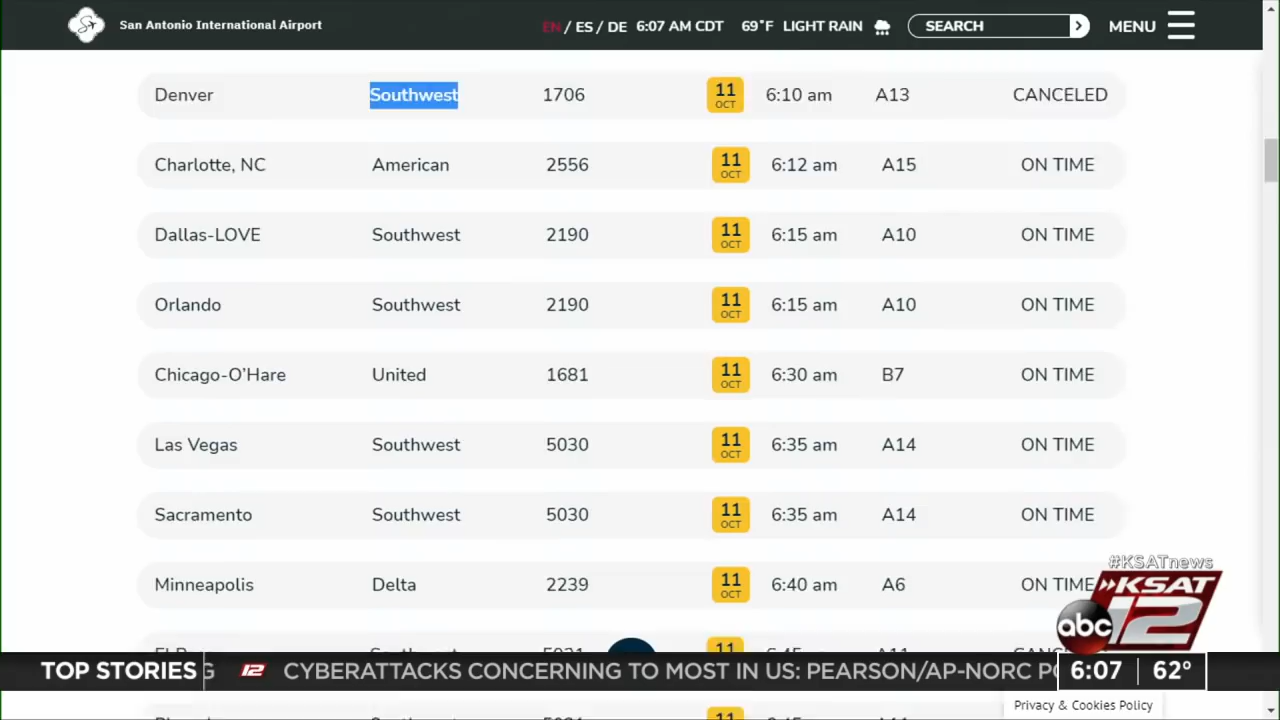 San Antonio International Airport EN / ES / DE 6:07 AM CDT 69°F LIGHT RAIN SEARCH MENU
Denver Southwest 1706 11 OCT 6:10 am A13 CANCELED
Charlotte, NC American 2556 11 OCT 6:12 am A15 ON TIME
Dallas-LOVE Southwest 2190 11 OCT 6:15 am A10 ON TIME
Orlando Southwest 2190 11 OCT 6:15 am A10 ON TIME
Chicago-O'Hare United 1681 11 OCT 6:30 am B7 ON TIME
Las Vegas Southwest 5030 11 OCT 6:35 am A14 ON TIME
Sacramento Southwest 5030 11 OCT 6:35 am A14 ON TIME
Minneapolis Delta 2239 11 OCT 6:40 am A6 ON TIME
#KSATnews
KSAT
abc 12
11
TOP STORIES G 12 CYBERATTACKS CONCERNING TO MOST IN US: PEARSON/AP-NORC PO 6:07 62°
Privacy & Cookies Policy
11